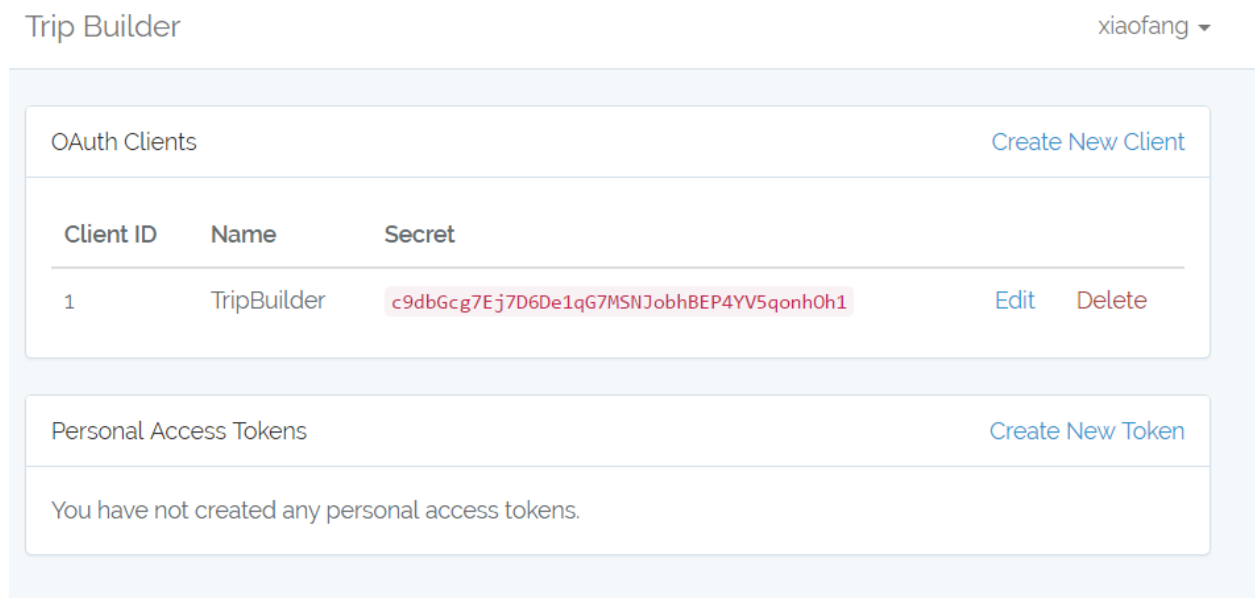 Trip Builder xiaofang
OAuth Clients Create New Client
Client ID Name Secret
1 TripBuilder c9dbGcg7Ej7D6De1qG7MSNJobhBEP4YV5qonhOh1 Edit Delete
Personal Access Tokens Create New Token
You have not created any personal access tokens.